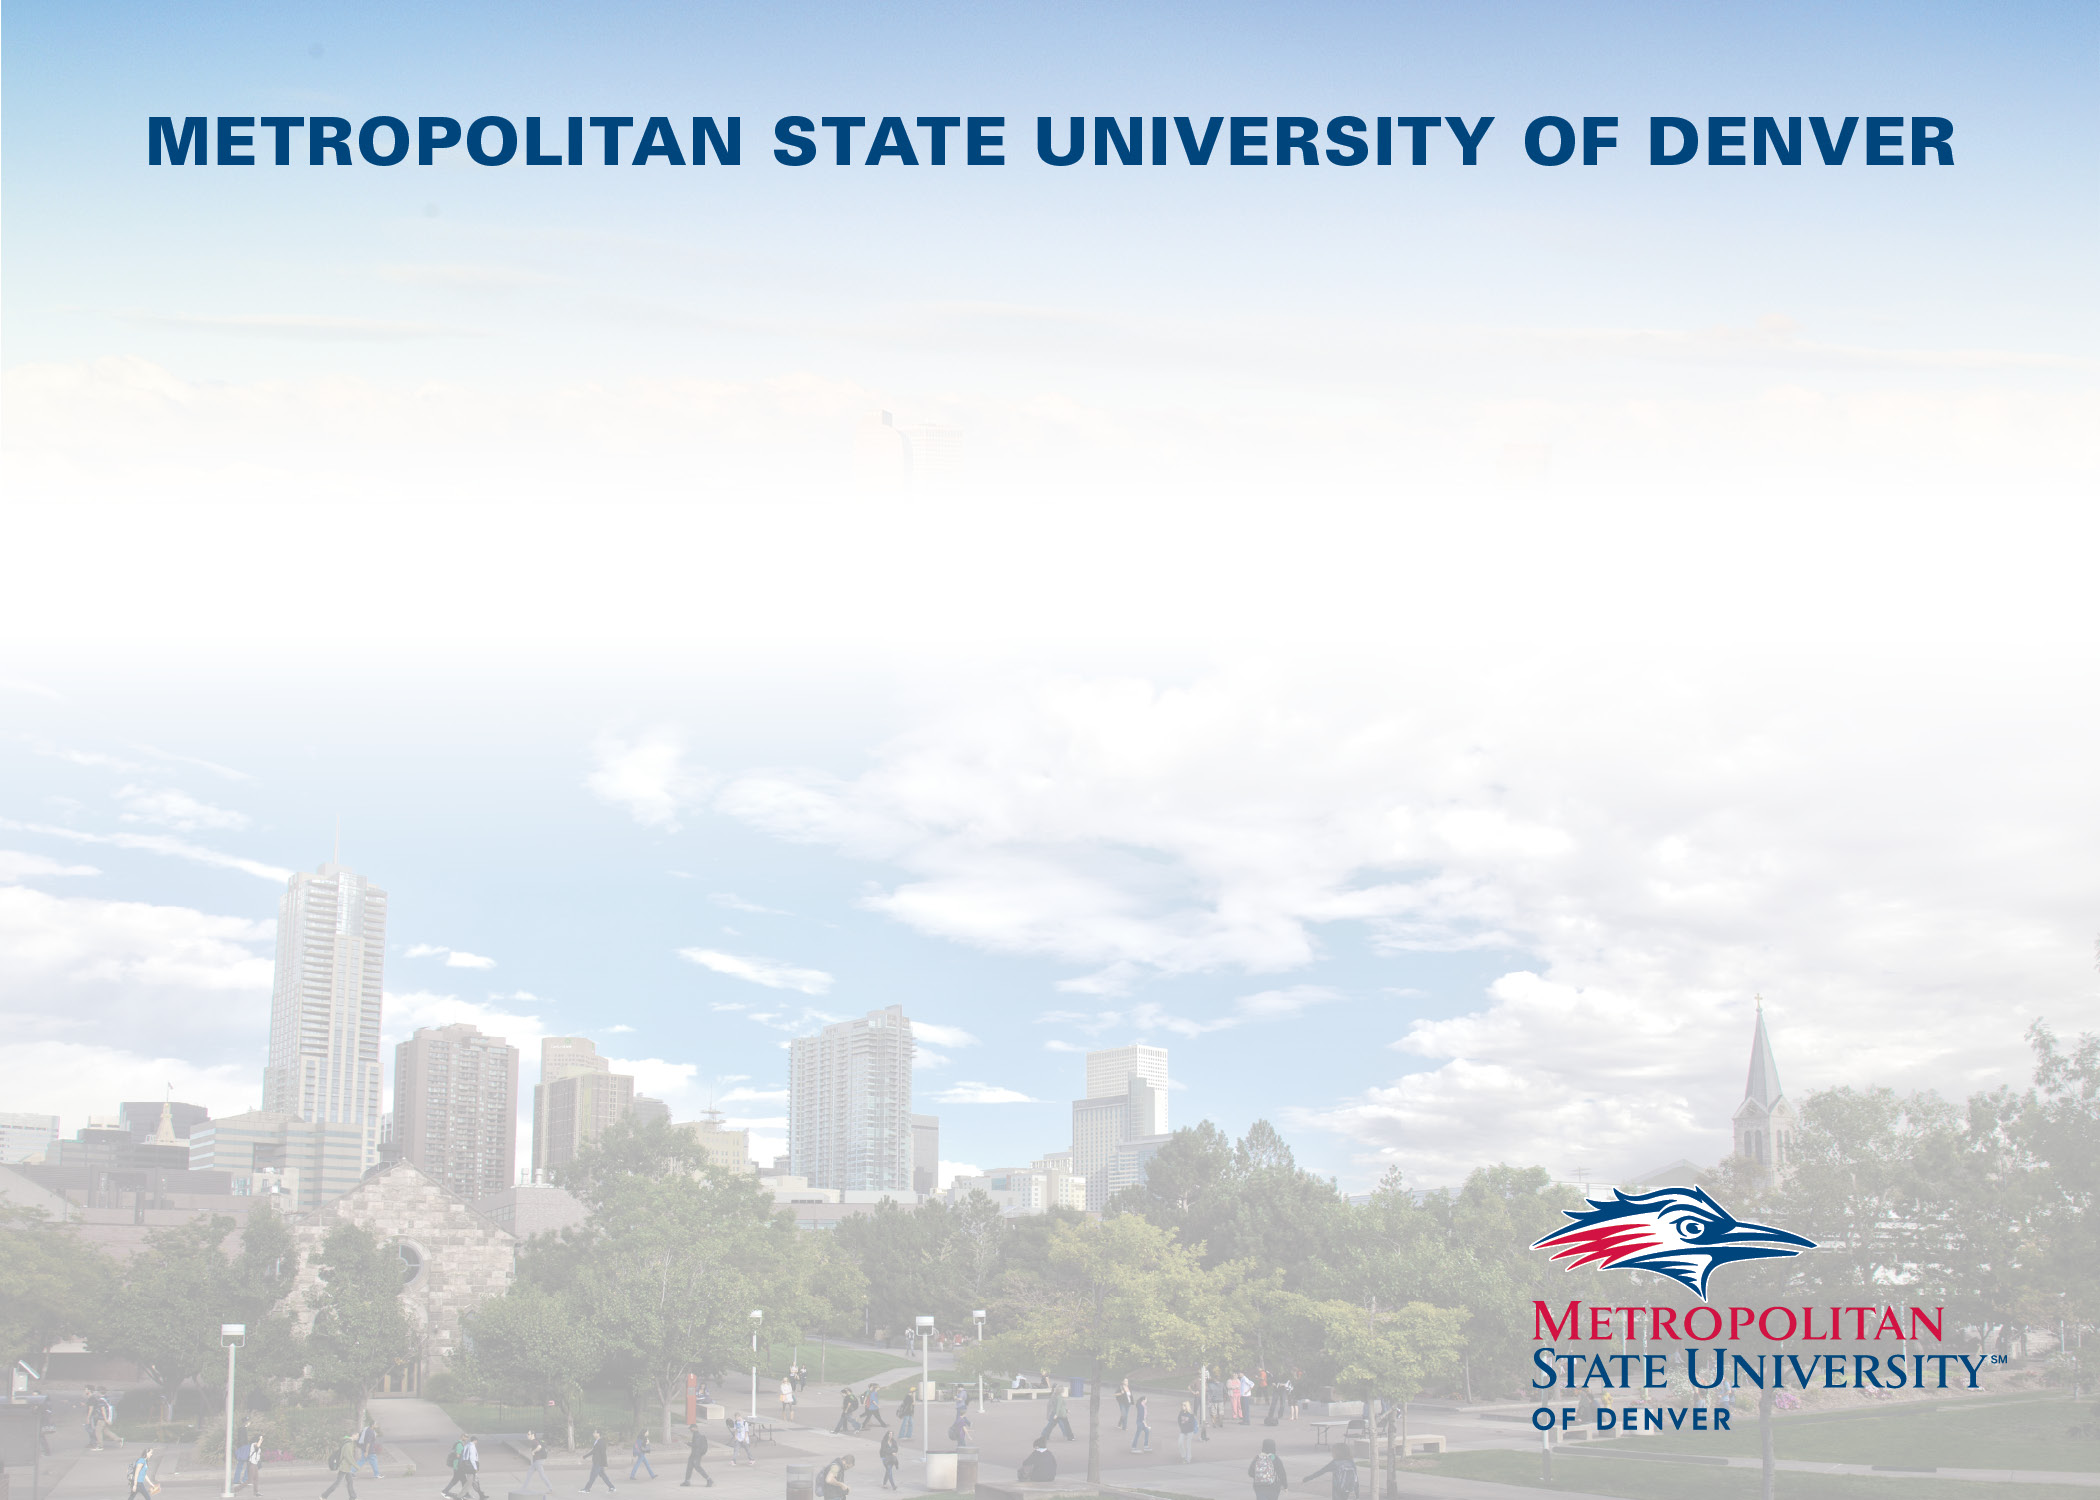 METROPOLITAN STATE UNIVERSITY OF DENVER
METROPOLITAN
STATE UNIVERSITY℠
OF DENVER